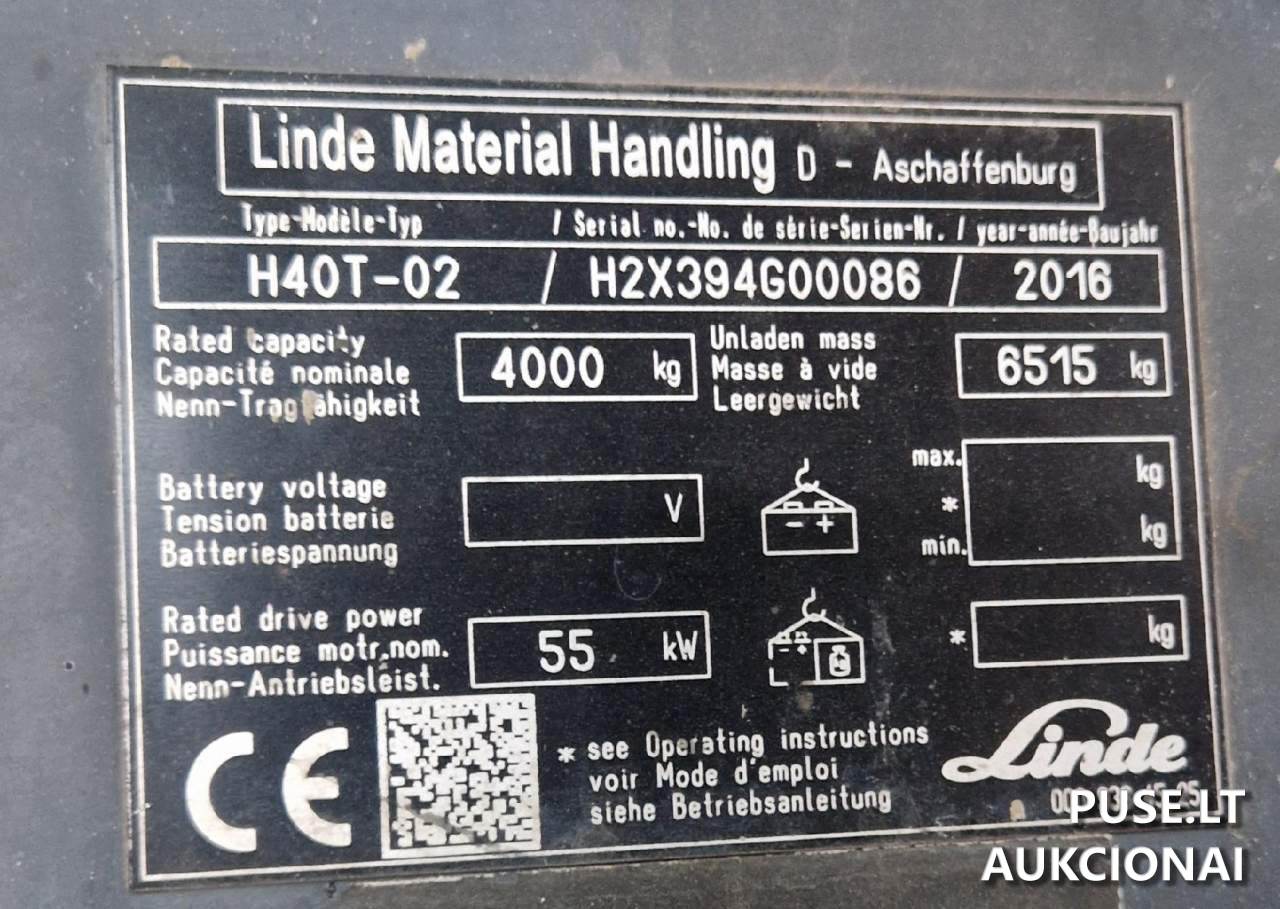 Linde Material Handling D - Aschaffenburg
Type-Modèle-Typ / Serial no.-No. de série-Serien-Nr. / year-année-Baujahr
H40T-02 / H2X394G00086 / 2016
Rated capacity
Capacité nominale
Nenn-Tragfähigkeit
4000 kg
Unladen mass
Masse à vide
Leergewicht
6515 kg
Battery voltage
Tension batterie
Batteriespannung
V
- +
max. kg
*
min. kg
Rated drive power
Puissance motr.nom.
Nenn-Antriebsleist.
55 kW
- +
kg
* kg
CE
* see Operating instructions
voir Mode d'emploi
siehe Betriebsanleitung
Linde
PUSE.LT
AUKCIONAI